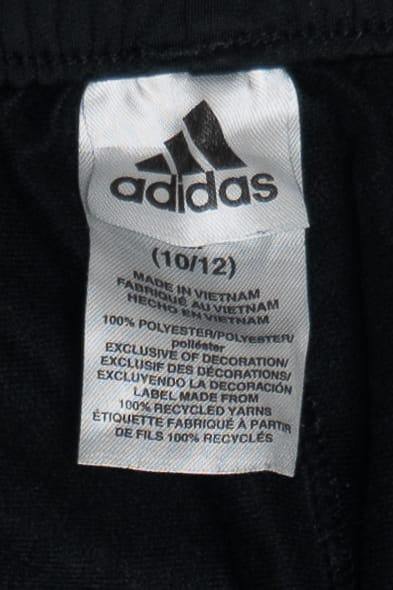 adidas
(10/12)
MADE IN VIETNAM
FABRIQUÉ AU VIETNAM
HECHO EN VIETNAM
100% POLYESTER/POLYESTER/
poliéster
EXCLUSIVE OF DECORATION/
EXCLUSIF DES DÉCORATIONS/
EXCLUYENDO LA DECORACIÓN
LABEL MADE FROM
100% RECYCLED YARNS
ÉTIQUETTE FABRIQUÉ À PARTIR
DE FILS 100% RECYCLÉS